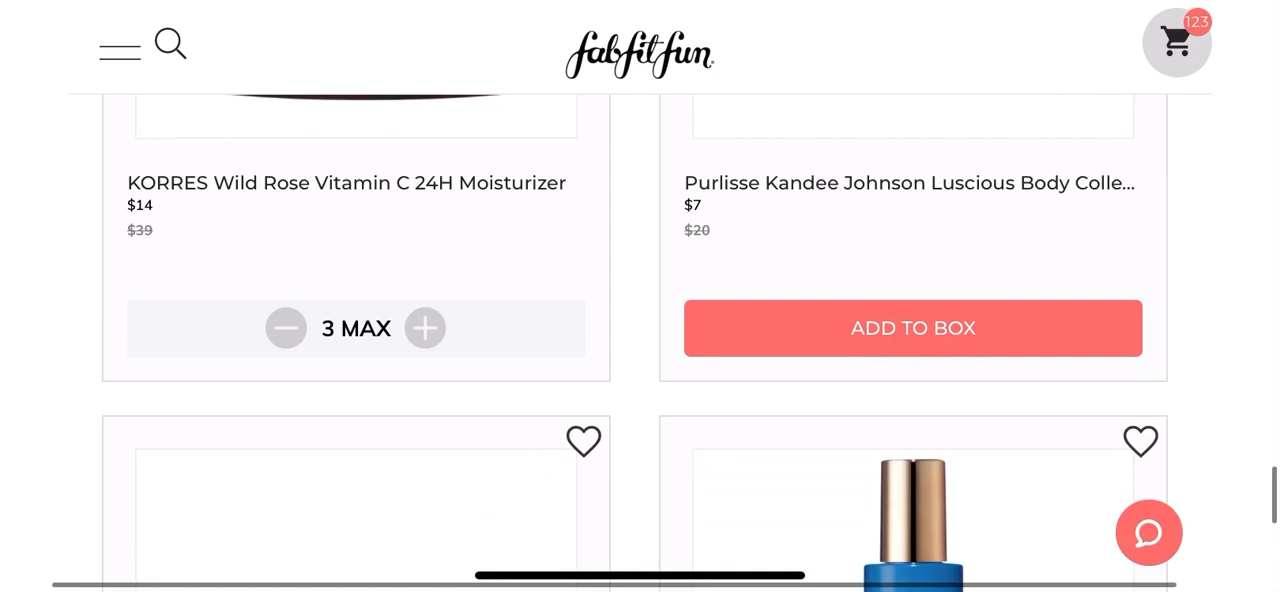 fabfitfun
123
KORRES Wild Rose Vitamin C 24H Moisturizer
$14
$39
3 MAX
Purlisse Kandee Johnson Luscious Body Colle...
$7
$20
ADD TO BOX